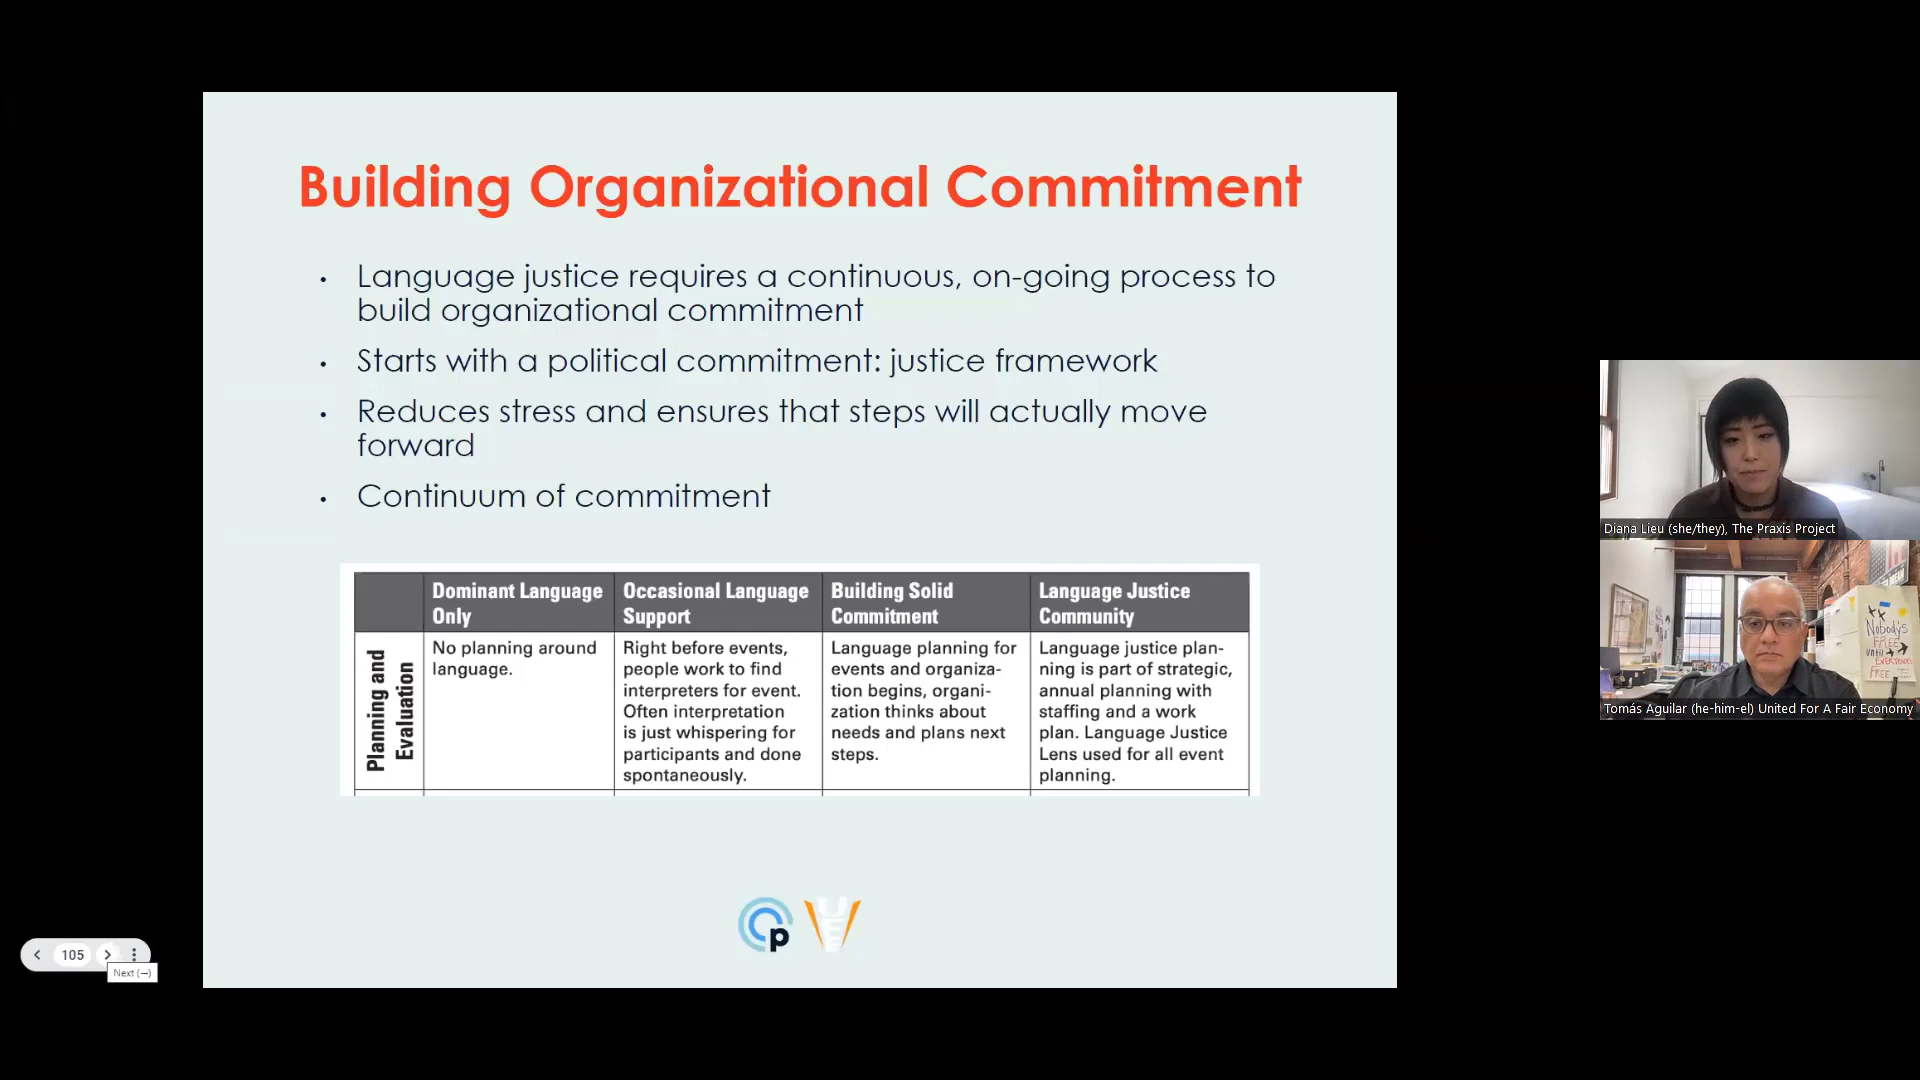 Building Organizational Commitment
• Language justice requires a continuous, on-going process to
build organizational commitment
• Starts with a political commitment: justice framework
• Reduces stress and ensures that steps will actually move
forward
• Continuum of commitment
Dominant Language
Only
Occasional Language
Support
Building Solid
Commitment
Language Justice
Community
Planning and
Evaluation
No planning around
language.
Right before events,
people work to find
interpreters for event.
Often interpretation
is just whispering for
participants and done
spontaneously.
Language planning for
events and organiza-
tion begins, organi-
zation thinks about
needs and plans next
steps.
Language justice plan-
ning is part of strategic,
annual planning with
staffing and a work
plan. Language Justice
Lens used for all event
planning.
p
UFE
105
Next (→)
Diana Lieu (she/they), The Praxis Project
Nobody's
FREE
until
EVERYBODY'S
FREE
Tomás Aguilar (he-him-el) United For A Fair Economy